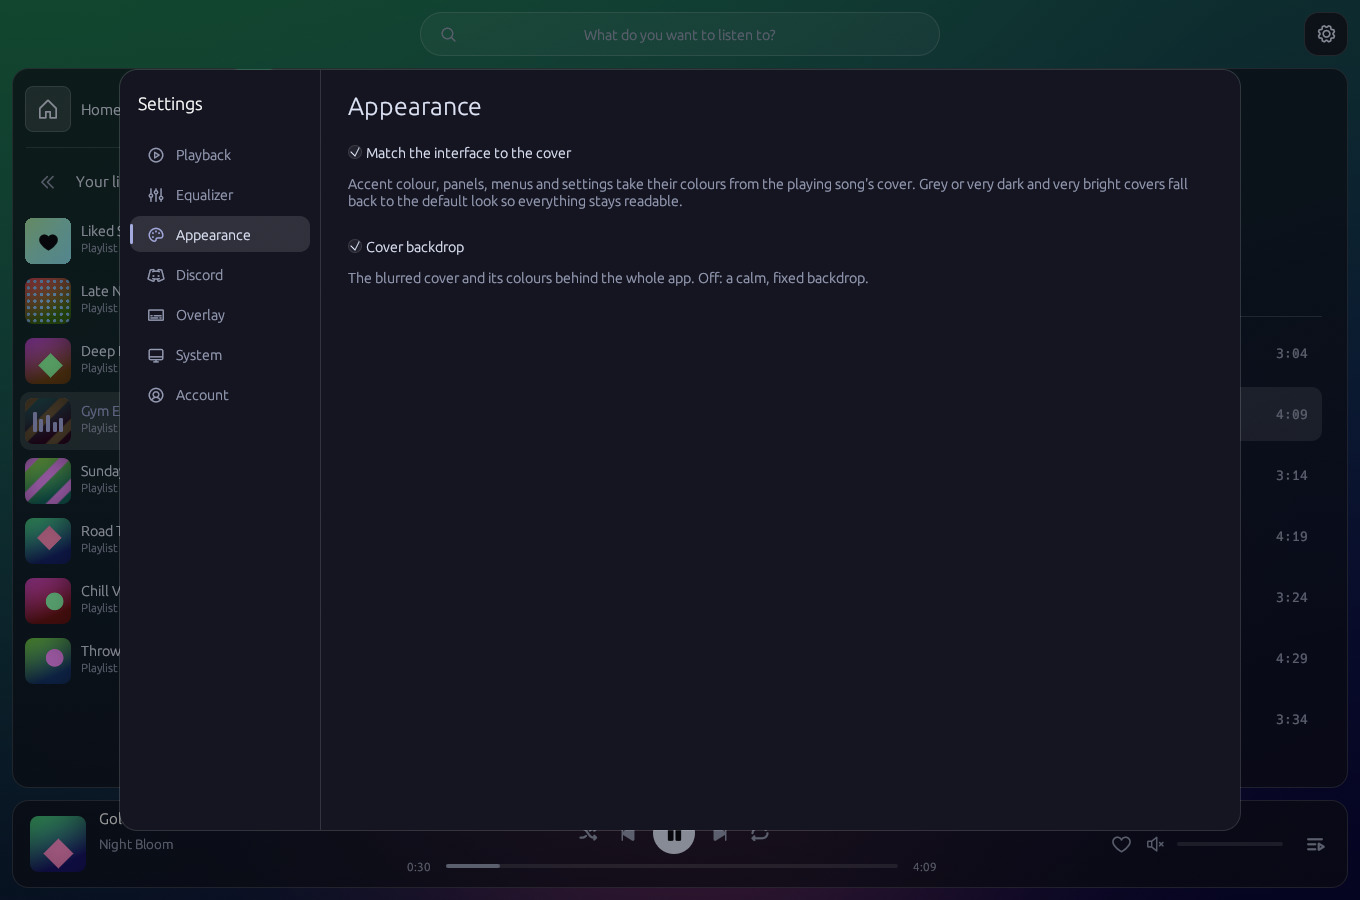 What do you want to listen to?
Home
Settings
Appearance
Playback
Match the interface to the cover
Your li
Accent colour, panels, menus and settings take their colours from the playing song's cover. Grey or very dark and very bright covers fall
back to the default look so everything stays readable.
Equalizer
Liked S
Playlist
Appearance
Cover backdrop
Discord
The blurred cover and its colours behind the whole app. Off: a calm, fixed backdrop.
Late N
Playlist
Overlay
Deep
Playlist
System
3:04
Account
Gym E
Playlist
4:09
Sunday
Playlist
3:14
Road T
Playlist
4:19
Chill V
Playlist
3:24
Throw
Playlist
4:29
3:34
Gol
Night Bloom
0:30
4:09